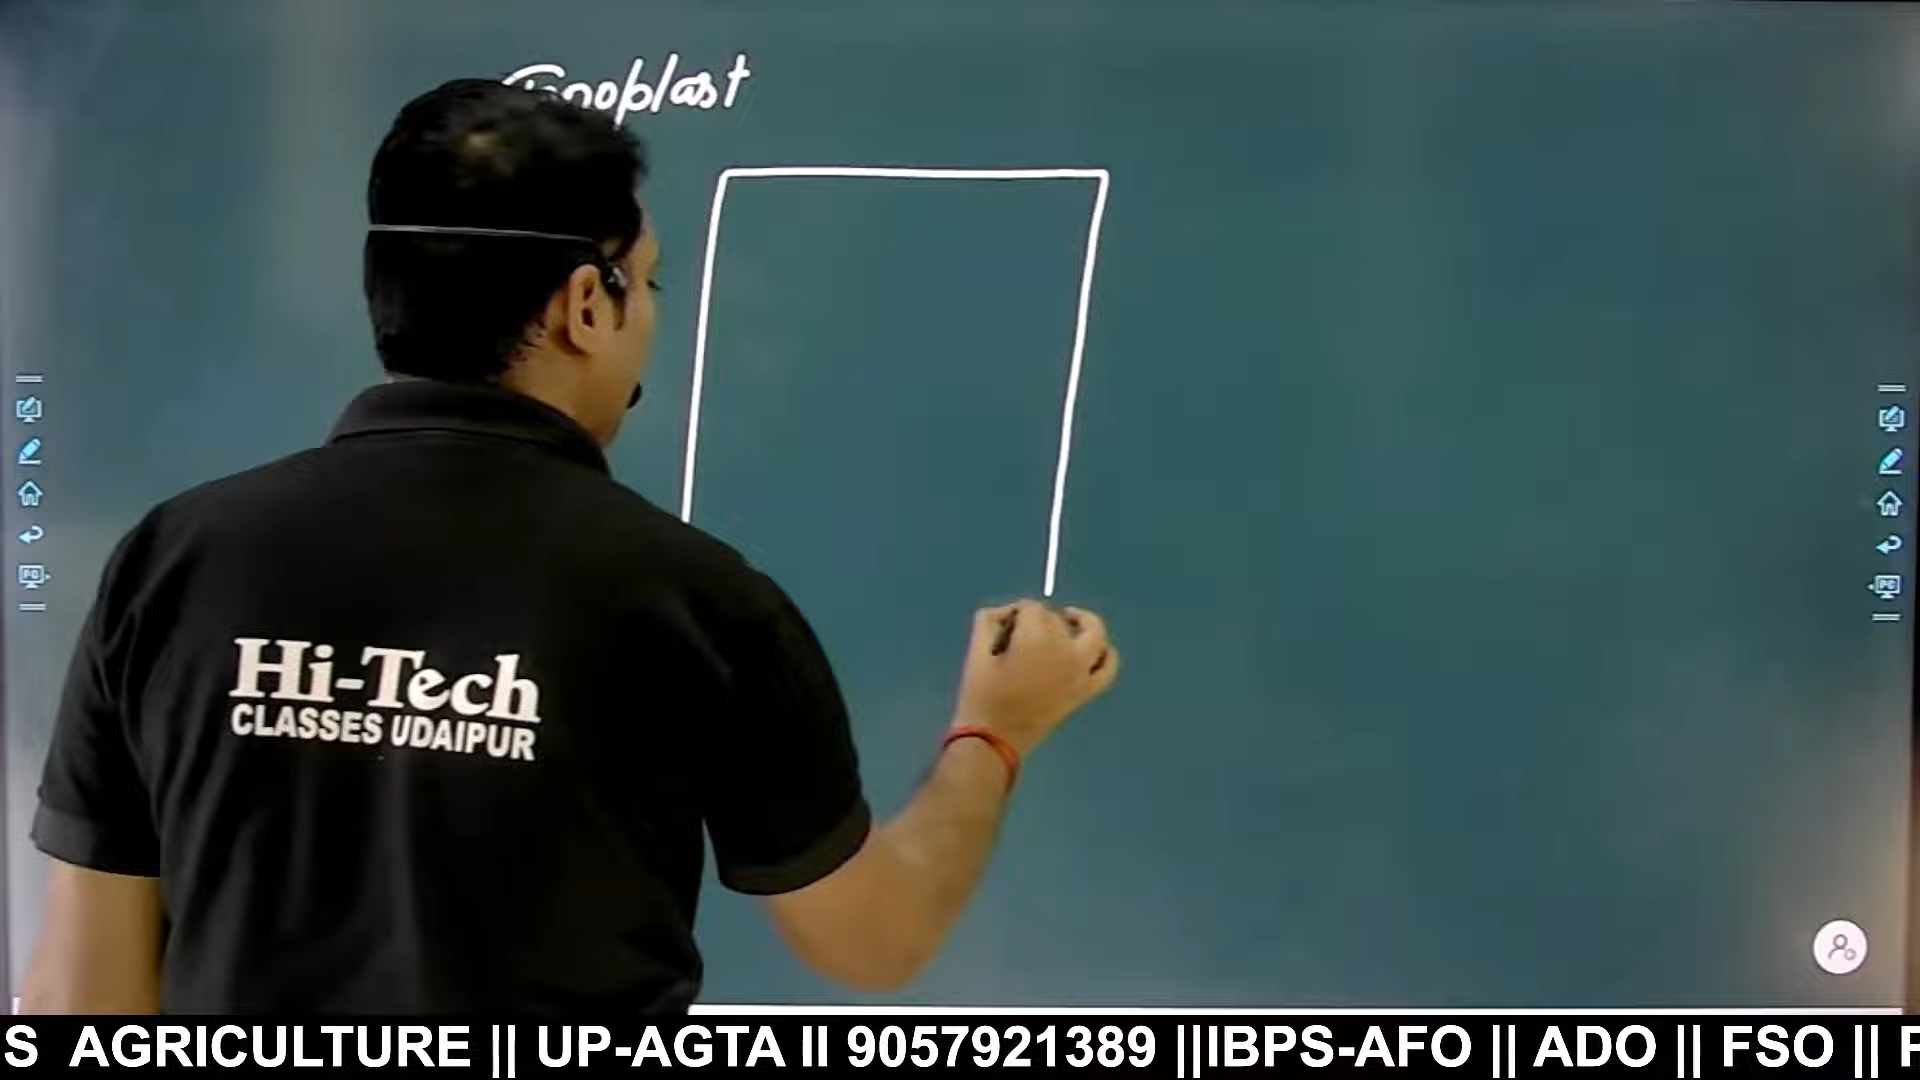 Hi-Tech
CLASSES UDAIPUR
S AGRICULTURE || UP-AGTA II 9057921389 ||IBPS-AFO || ADO || FSO ||